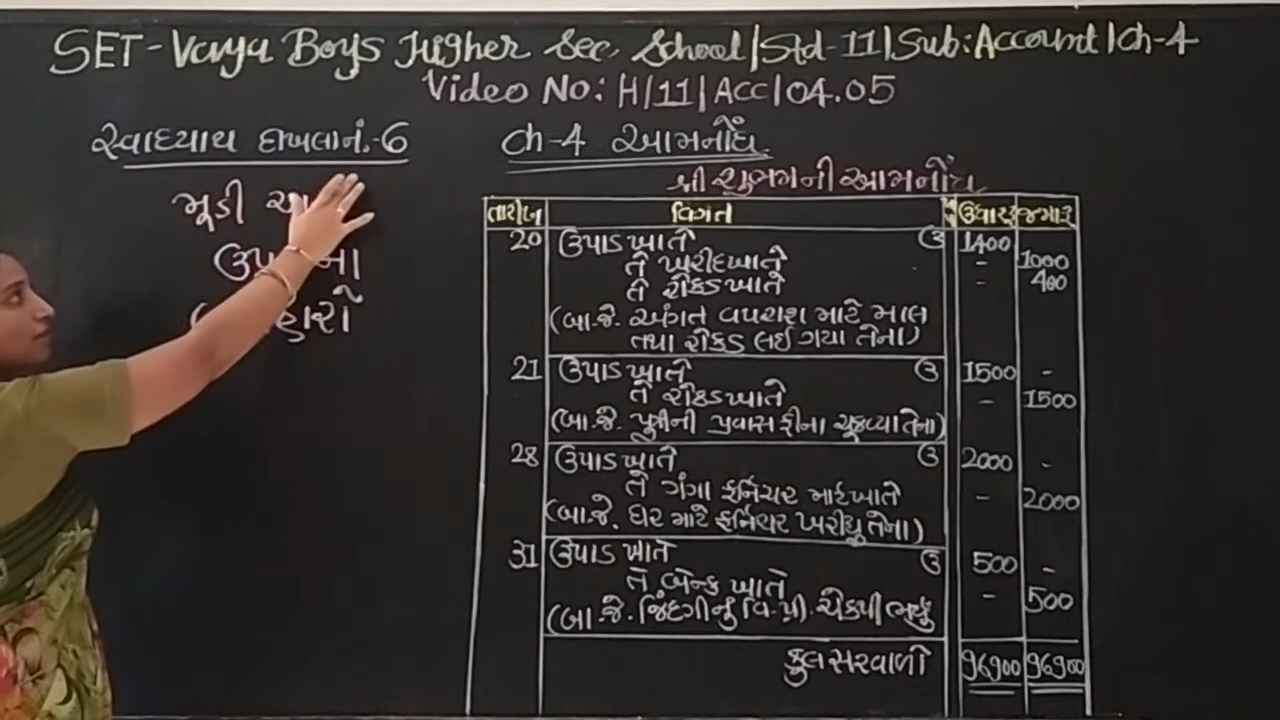 SET - Varya Boys Higher Sec. School | Std-11 | Sub: Account | Ch-4
Video No: H/11/Acc/04.05
સ્વાધ્યાય દાખલા નં.-6
મૂડી
Ch-4 આમનોંધ
શ્રી શુભમની આમનોંધ
તારીખ વિગત ઉધાર રૂ જમા રૂ
20 ઉપાડ ખાતે ઉ 1400
તે ખરીદ ખાતે - 1000
તે રોકડ ખાતે - 400
(બા.જે. અંગત વપરાશ માટે માલ
તથા રોકડ લઈ ગયા તેના)
21 ઉપાડ ખાતે ઉ 1500 -
તે રોકડ ખાતે - 1500
(બા.જે. પુત્રીની પ્રવાસ ફીના ચૂકવ્યા તેના)
28 ઉપાડ ખાતે ઉ 2000 -
તે ગંગા ફર્નિચર માર્ટ ખાતે - 2000
(બા.જે. ઘર માટે ફર્નિચર ખરીદ્યુ તેના)
31 ઉપાડ ખાતે ઉ 500 -
તે બેન્ક ખાતે - 500
(બા.જે. જિંદગીનું વિ.પ્રી. ચેકથી ભર્યુ
કુલ સરવાળો 96900 96900